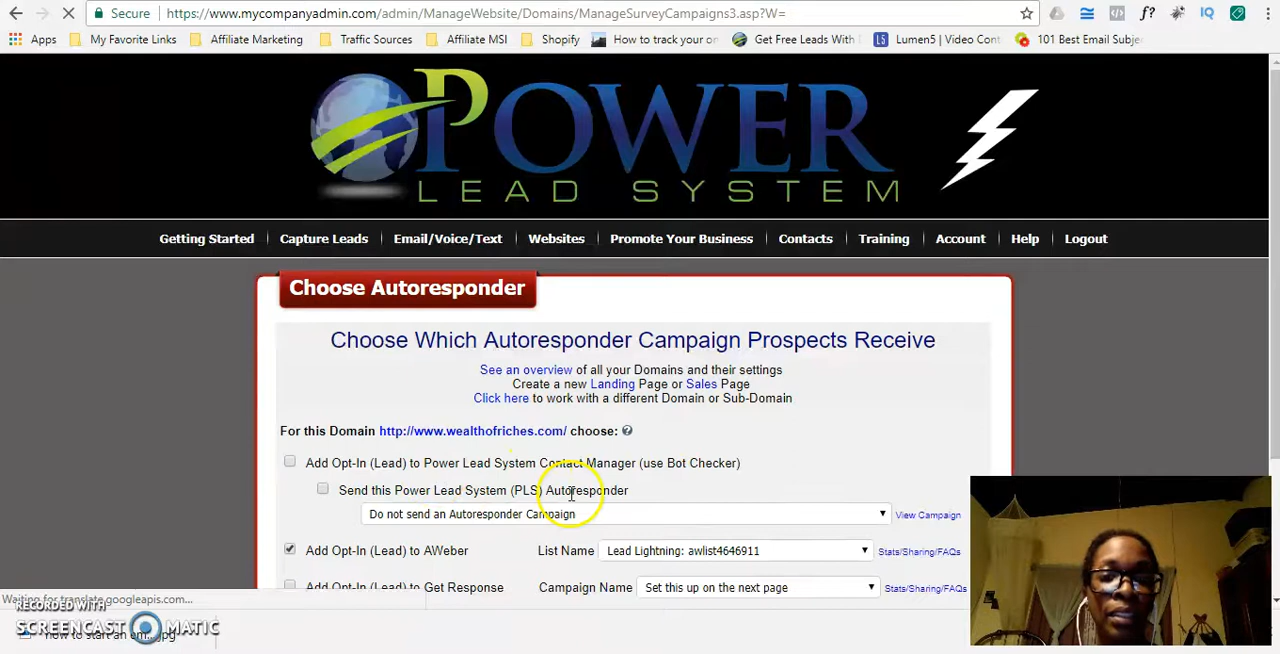 Secure https://www.mycompanyadmin.com/admin/ManageWebsite/Domains/ManageSurveyCampaigns3.asp?W=
Apps My Favorite Links Affiliate Marketing Traffic Sources Affiliate MSI Shopify How to track your on Get Free Leads With Lumen5 | Video Cont 101 Best Email Subje
POWER
LEAD SYSTEM
Getting Started Capture Leads Email/Voice/Text Websites Promote Your Business Contacts Training Account Help Logout
Choose Autoresponder
Choose Which Autoresponder Campaign Prospects Receive
See an overview of all your Domains and their settings
Create a new Landing Page or Sales Page
Click here to work with a different Domain or Sub-Domain
For this Domain http://www.wealthofriches.com/ choose:
Add Opt-In (Lead) to Power Lead System Contact Manager (use Bot Checker)
Send this Power Lead System (PLS) Autoresponder
Do not send an Autoresponder Campaign View Campaign
Add Opt-In (Lead) to AWeber List Name Lead Lightning: awlist4646911 Stats/Sharing/FAQs
Add Opt-In (Lead) to Get Response Campaign Name Set this up on the next page Stats/Sharing/FAQs
Waiting for translate.googleapis.com...
RECORDED WITH
SCREENCAST MATIC
how to start an om....jpg